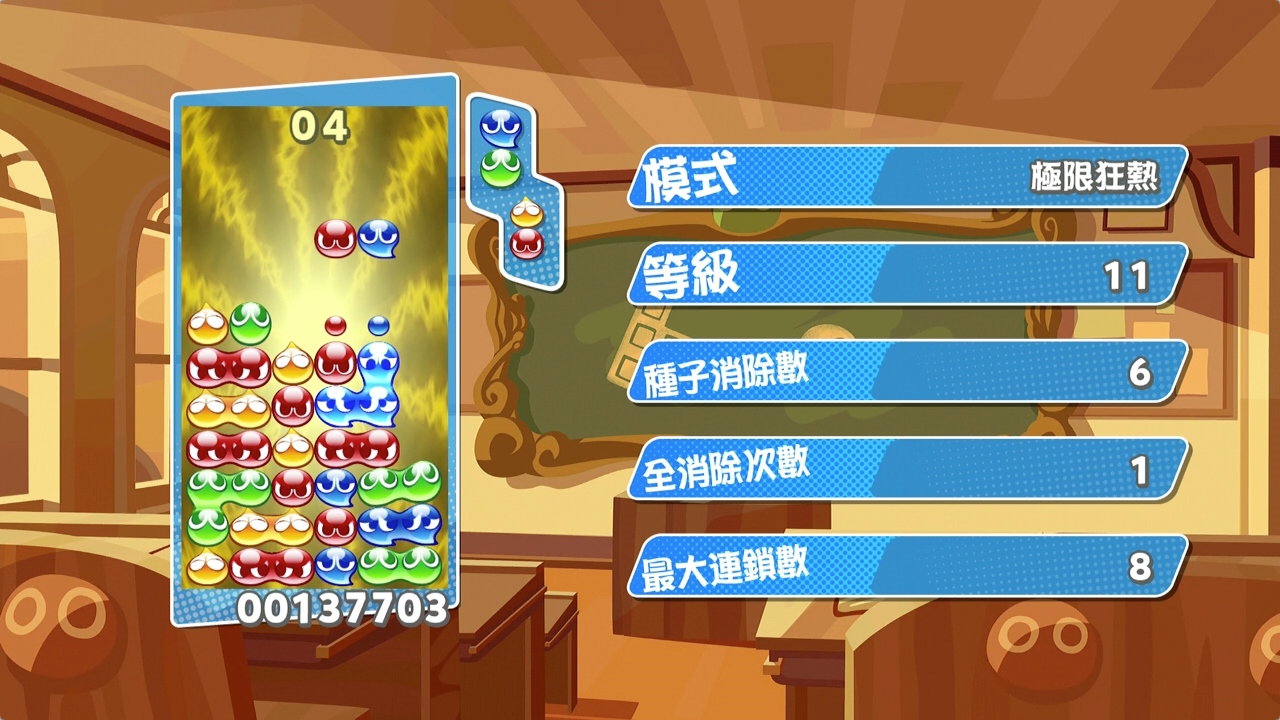 04
00137703
模式 極限狂熱
等級 11
種子消除數 6
全消除次數 1
最大連鎖數 8